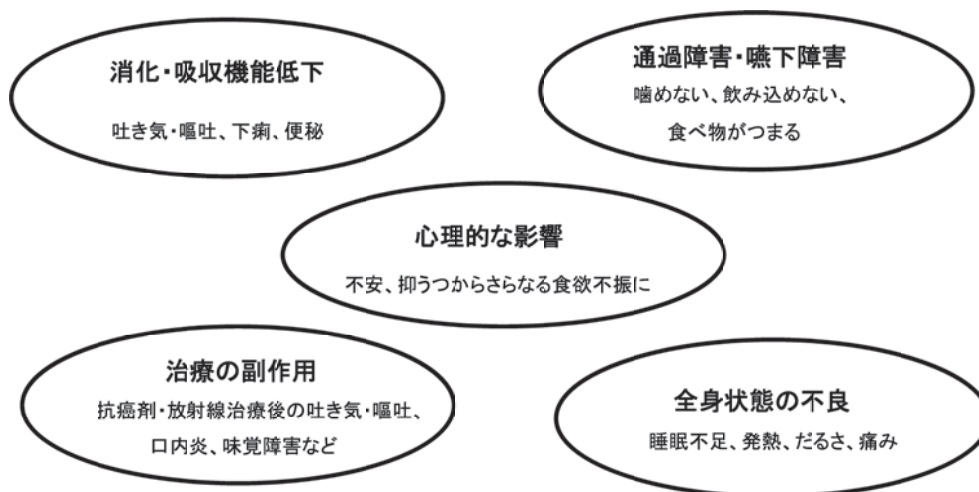 消化・吸収機能低下
吐き気・嘔吐、下痢、便秘
通過障害・嚥下障害
噛めない、飲み込めない、
食べ物がつまる
心理的な影響
不安、抑うつからさらなる食欲不振に
治療の副作用
抗癌剤・放射線治療後の吐き気・嘔吐、
口内炎、味覚障害など
全身状態の不良
睡眠不足、発熱、だるさ、痛み